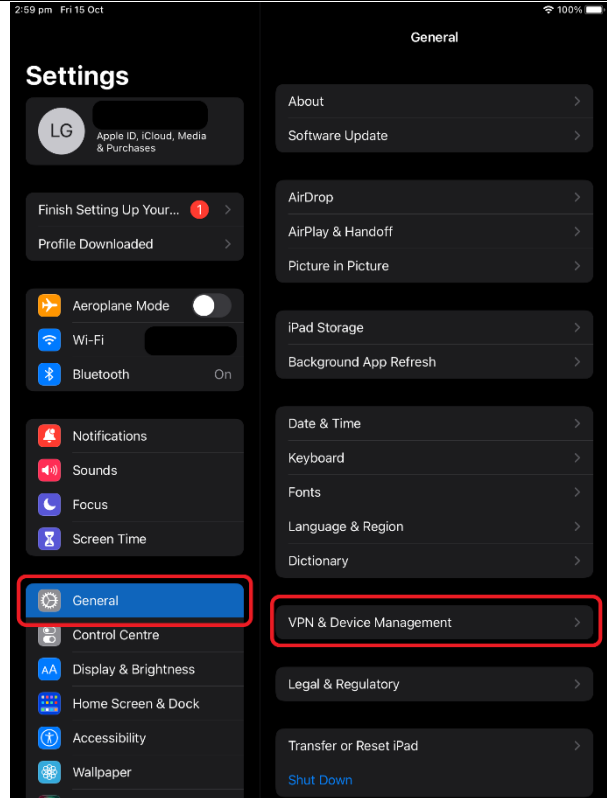 2:59 pm Fri 15 Oct
100%
Settings
LG
Apple ID, iCloud, Media
& Purchases
Finish Setting Up Your... 1
Profile Downloaded
Aeroplane Mode
Wi-Fi
Bluetooth On
Notifications
Sounds
Focus
Screen Time
General
Control Centre
AA Display & Brightness
Home Screen & Dock
Accessibility
Wallpaper
General
About
Software Update
AirDrop
AirPlay & Handoff
Picture in Picture
iPad Storage
Background App Refresh
Date & Time
Keyboard
Fonts
Language & Region
Dictionary
VPN & Device Management
Legal & Regulatory
Transfer or Reset iPad
Shut Down